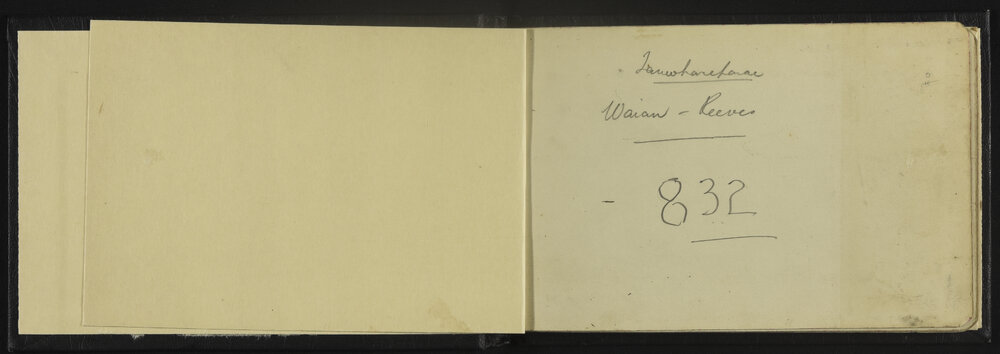 Tauwhareparae
Waiau - Reeves
- 832